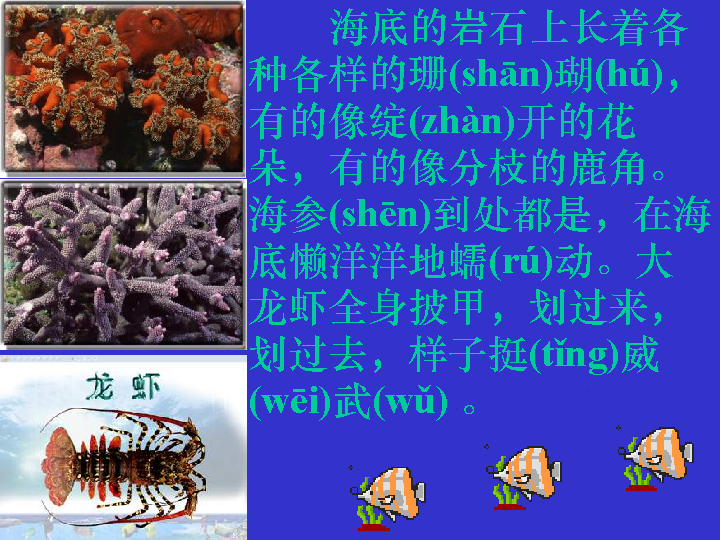 海底的岩石上长着各
种各样的珊(shān)瑚(hú)，
有的像绽(zhàn)开的花
朵，有的像分枝的鹿角。
海参(shēn)到处都是，在海
底懒洋洋地蠕(rú)动。大
龙虾全身披甲，划过来，
划过去，样子挺(tǐng)威
(wēi)武(wǔ) 。
龙 虾